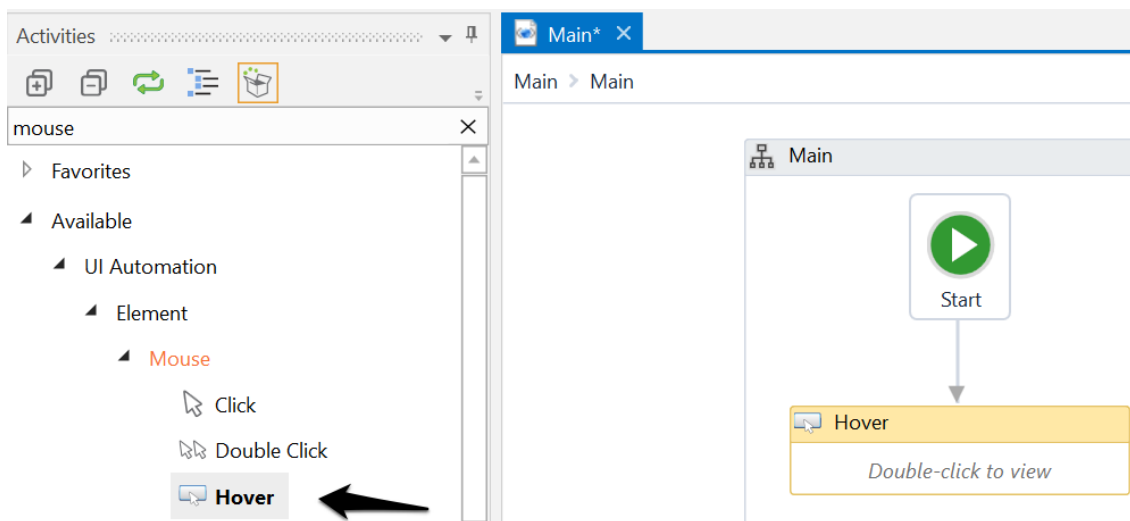 Activities
mouse
Favorites
Available
UI Automation
Element
Mouse
Click
Double Click
Hover
Main*
Main > Main
Main
Start
Hover
Double-click to view